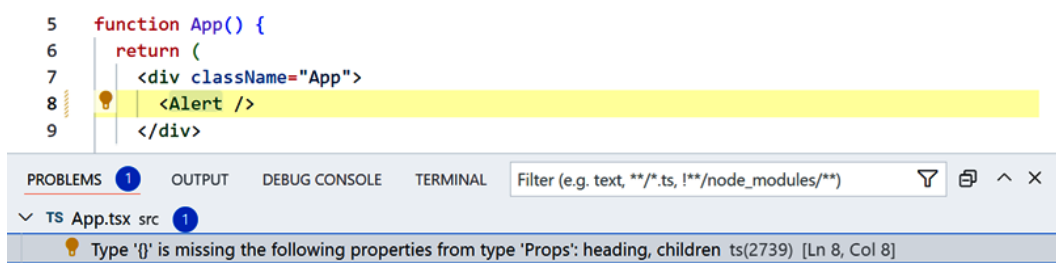 5 function App() {
6 return (
7 <div className="App">
8 <Alert />
9 </div>
PROBLEMS 1 OUTPUT DEBUG CONSOLE TERMINAL Filter (e.g. text, **/*.ts, !**/node_modules/**)
TS App.tsx src 1
Type '{}' is missing the following properties from type 'Props': heading, children ts(2739) [Ln 8, Col 8]